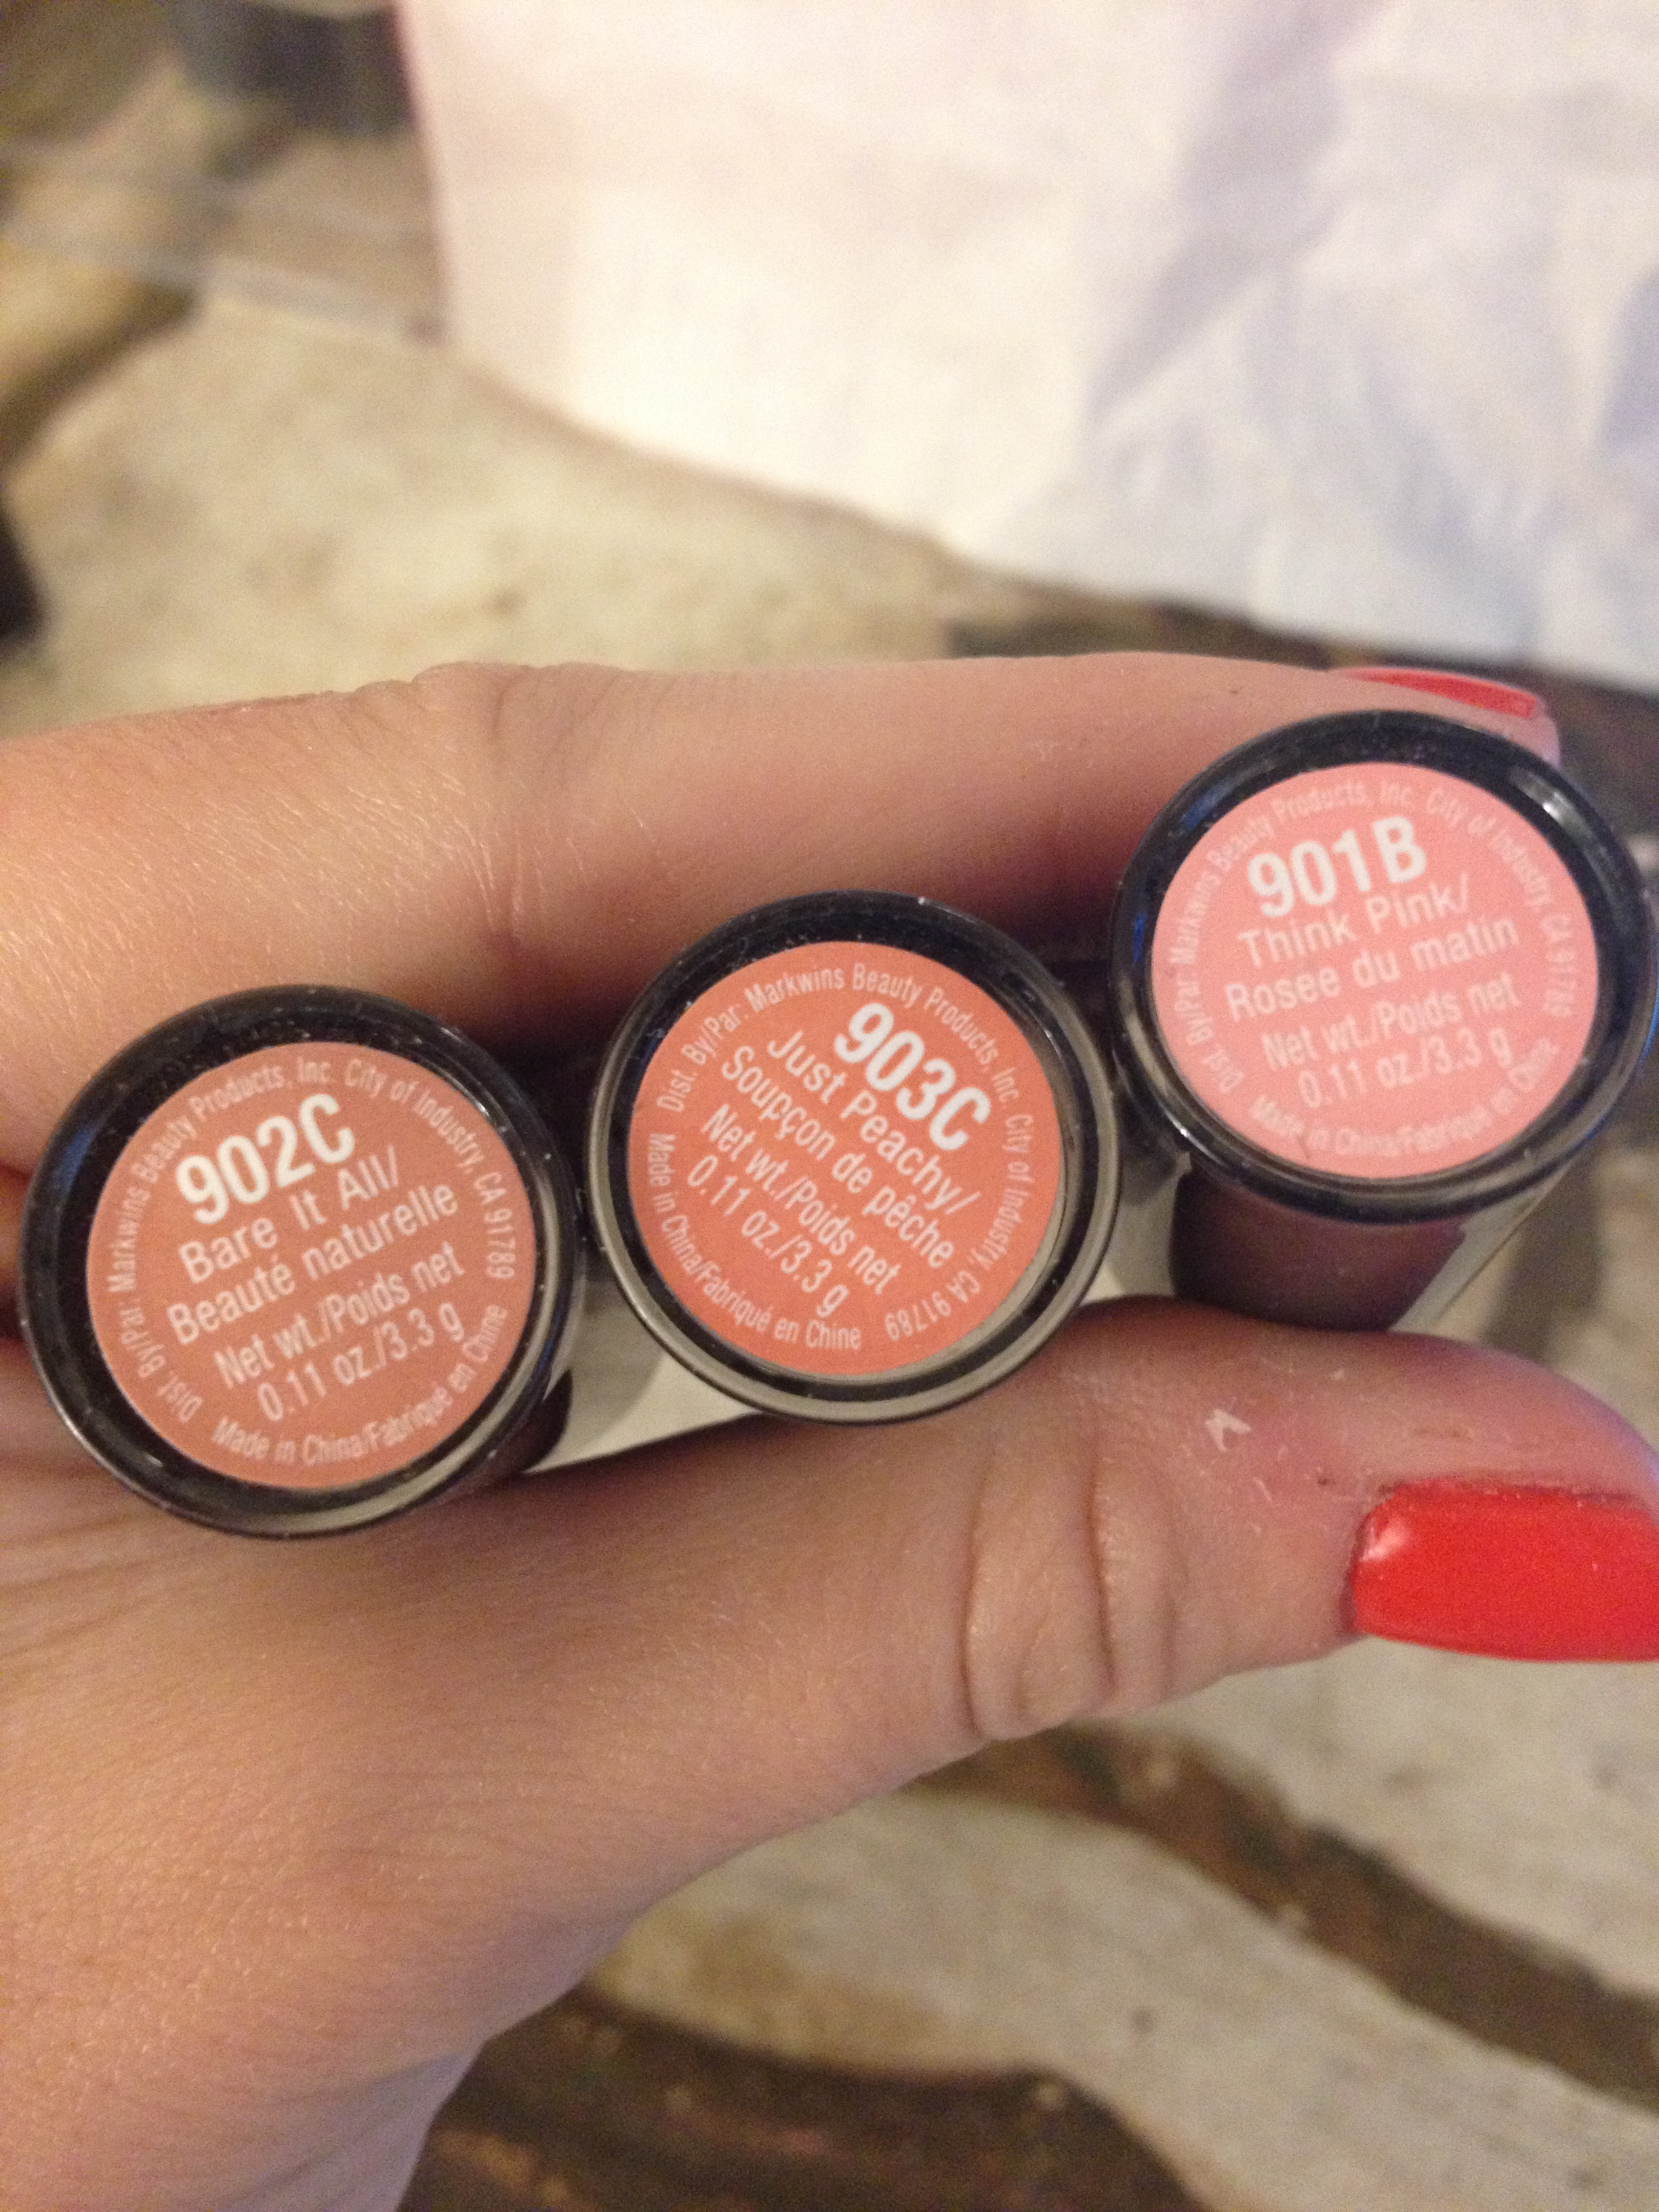 902C
Bare It All/
Beauté naturelle
Net wt./Poids net
0.11 oz./3.3 g
Dist. By/Par: Markwins Beauty Products, Inc. City of Industry, CA 91789
Made in China/Fabriqué en Chine
903C
Just Peachy/
Soupçon de pêche
Net wt./Poids net
0.11 oz./3.3 g
Dist. By/Par: Markwins Beauty Products, Inc. City of Industry, CA 91789
Made in China/Fabriqué en Chine
901B
Think Pink/
Rosee du matin
Net wt./Poids net
0.11 oz./3.3 g
Dist. By/Par: Markwins Beauty Products, Inc. City of Industry, CA 91789
Made in China/Fabriqué en Chine